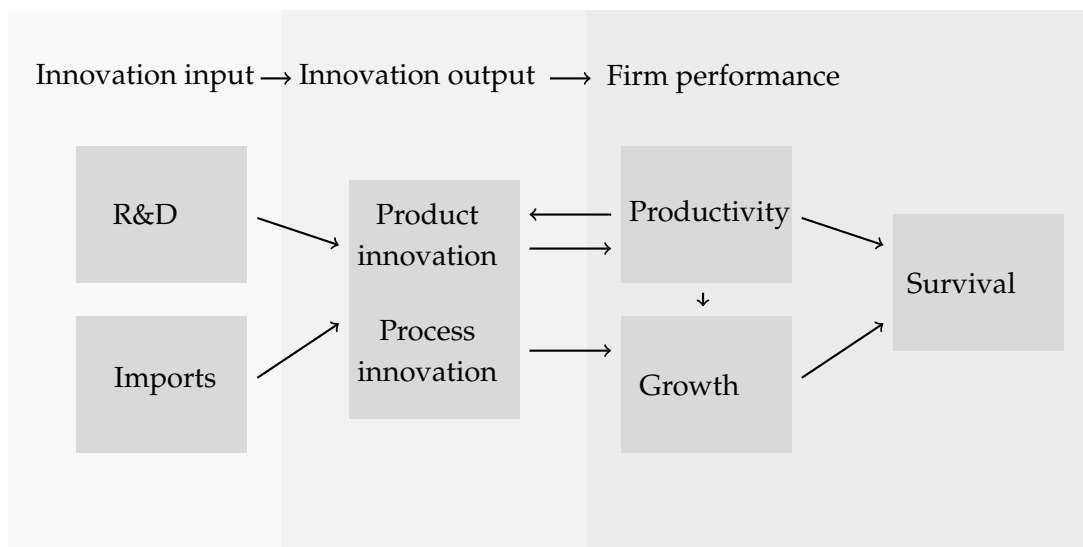 Innovation input
Innovation output
Firm performance
R&D
Imports
Product
innovation
Process
innovation
Productivity
Growth
Survival